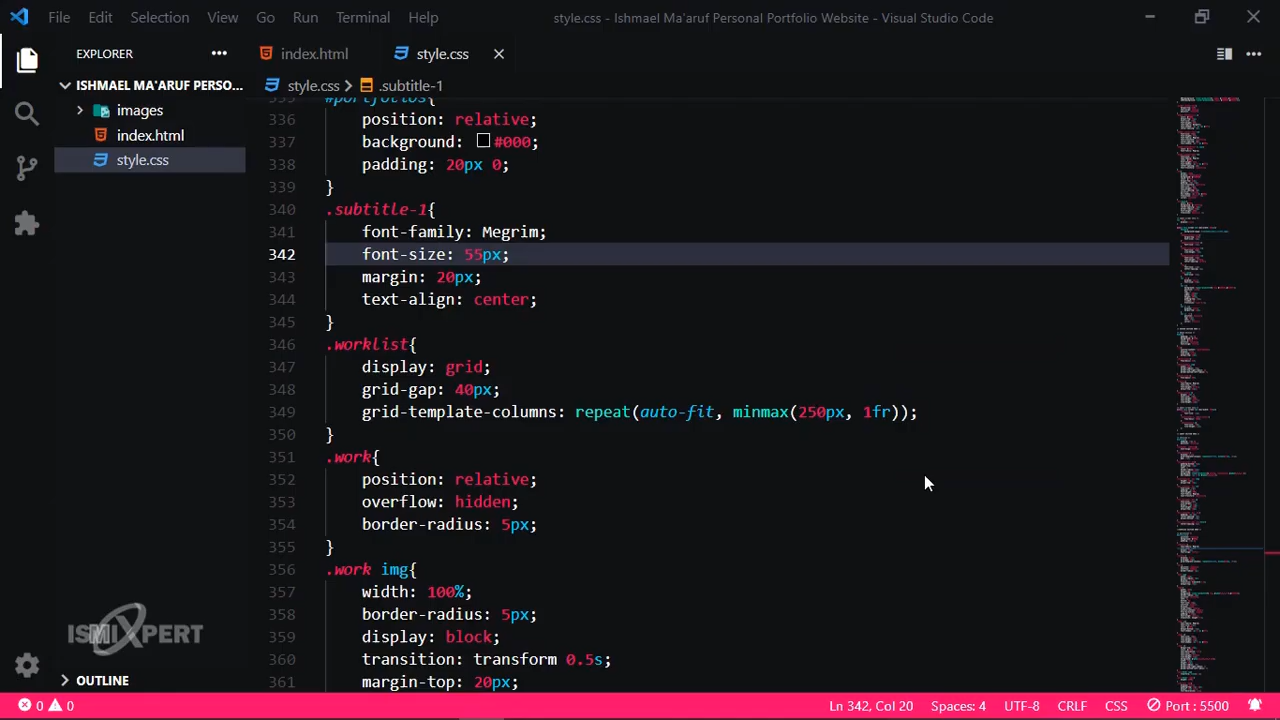 File Edit Selection View Go Run Terminal Help
style.css - Ishmael Ma'aruf Personal Portfolio Website - Visual Studio Code
EXPLORER
index.html
style.css
ISHMAEL MA'ARUF PERSO...
style.css > .subtitle-1
images
index.html
style.css
335 #portfolios{
336 position: relative;
337 background: #000;
338 padding: 20px 0;
339 }
340 .subtitle-1{
341 font-family: Megrim;
342 font-size: 55px;
343 margin: 20px;
344 text-align: center;
345 }
346 .worklist{
347 display: grid;
348 grid-gap: 40px;
349 grid-template-columns: repeat(auto-fit, minmax(250px, 1fr));
350 }
351 .work{
352 position: relative;
353 overflow: hidden;
354 border-radius: 5px;
355 }
356 .work img{
357 width: 100%;
358 border-radius: 5px;
359 display: block;
360 transition: transform 0.5s;
361 margin-top: 20px;
ISMIXPERT
OUTLINE
0 0
Ln 342, Col 20 Spaces: 4 UTF-8 CRLF CSS Port : 5500